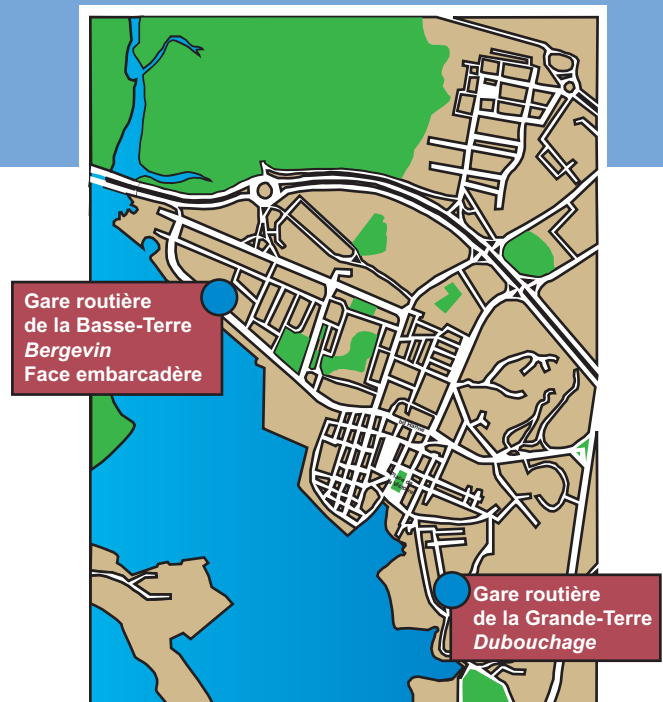 Gare routière
de la Basse-Terre
Bergevin
Face embarcadère
Gare routière
de la Grande-Terre
Dubouchage